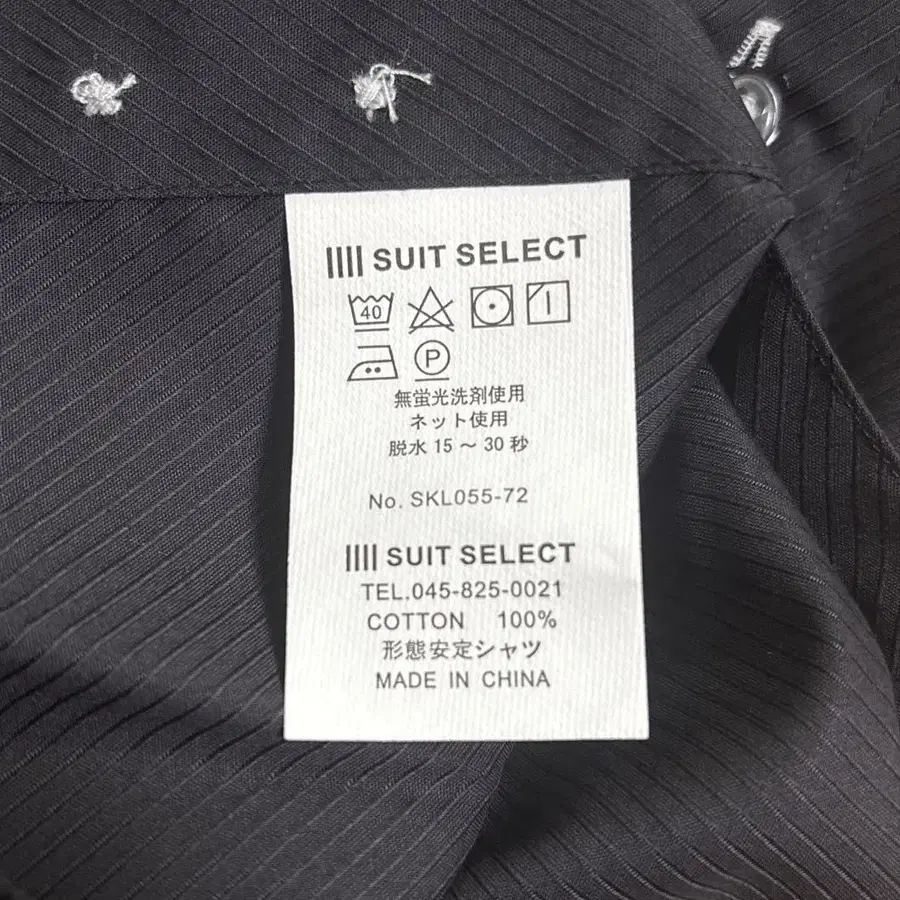 SUIT SELECT
40
P
無蛍光洗剤使用
ネット使用
脱水 15 ～ 30 秒
No. SKL055-72
SUIT SELECT
TEL.045-825-0021
COTTON 100%
形態安定シャツ
MADE IN CHINA